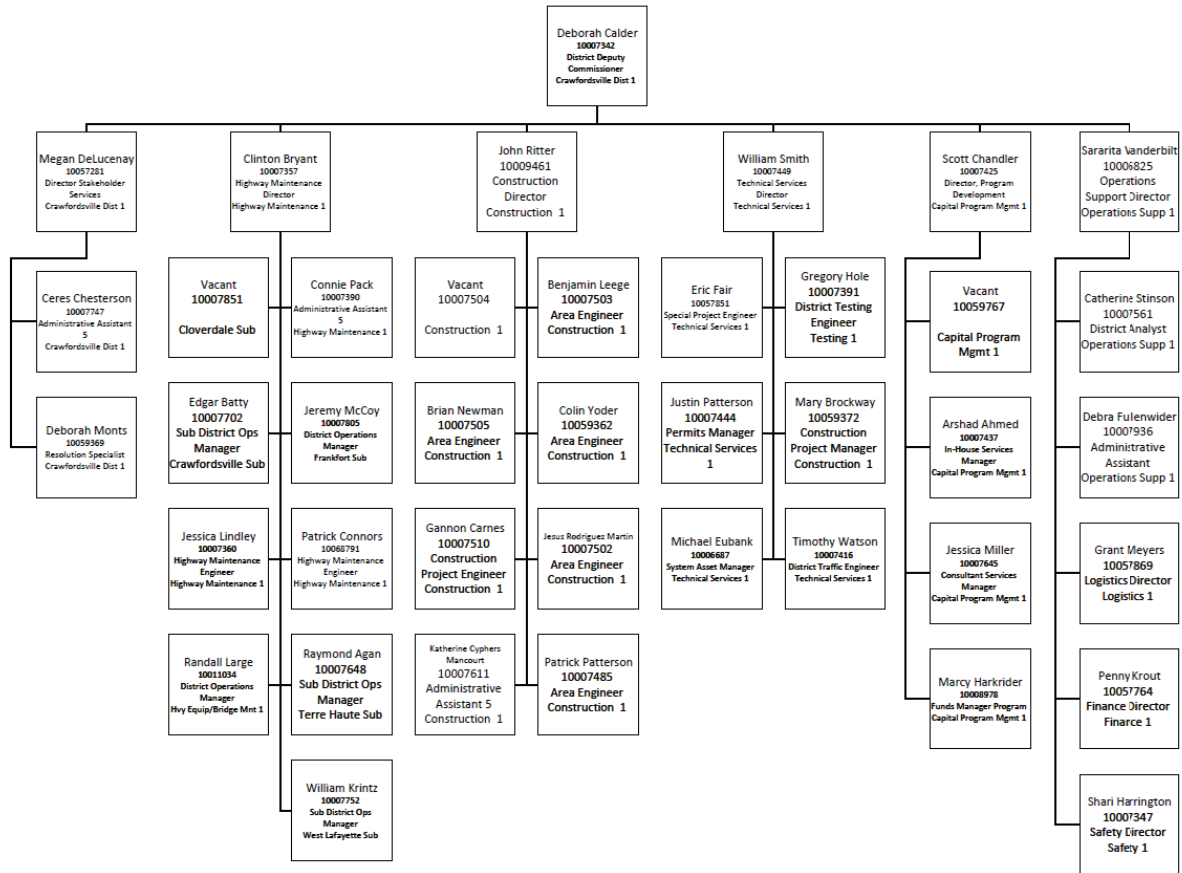 Deborah Calder
10007342
District Deputy
Commissioner
Crawfordsville Dist 1
Megan DeLucenay
10057281
Director Stakeholder
Services
Crawfordsville Dist 1
Clinton Bryant
10007357
Highway Maintenance
Director
Highway Maintenance 1
John Ritter
10009461
Construction
Director
Construction 1
William Smith
10007449
Technical Services
Director
Technical Services 1
Scott Chandler
10007425
Director, Program
Development
Capital Program Mgmt 1
Sararita Vanderbilt
10006825
Operations
Support Director
Operations Supp 1
Ceres Chesterson
10007747
Administrative Assistant
5
Crawfordsville Dist 1
Deborah Monts
10059369
Resolution Specialist
Crawfordsville Dist 1
Vacant
10007851
Cloverdale Sub
Connie Pack
10007390
Administrative Assistant
5
Highway Maintenance 1
Edgar Batty
10007702
Sub District Ops
Manager
Crawfordsville Sub
Jeremy McCoy
10007805
District Operations
Manager
Frankfort Sub
Jessica Lindley
10007360
Highway Maintenance
Engineer
Highway Maintenance 1
Patrick Connors
10068791
Highway Maintenance
Engineer
Highway Maintenance 1
Randall Large
10011034
District Operations
Manager
Hvy Equip/Bridge Mnt 1
Raymond Agan
10007648
Sub District Ops
Manager
Terre Haute Sub
William Krintz
10007752
Sub District Ops
Manager
West Lafayette Sub
Vacant
10007504
Construction 1
Benjamin Leege
10007503
Area Engineer
Construction 1
Brian Newman
10007505
Area Engineer
Construction 1
Colin Yoder
10059362
Area Engineer
Construction 1
Gannon Carnes
10007510
Construction
Project Engineer
Construction 1
Jesus Rodriguez Martin
10007502
Area Engineer
Construction 1
Katherine Cyphers
Mancourt
10007611
Administrative
Assistant 5
Construction 1
Patrick Patterson
10007485
Area Engineer
Construction 1
Eric Fair
10057851
Special Project Engineer
Technical Services 1
Gregory Hole
10007391
District Testing
Engineer
Testing 1
Justin Patterson
10007444
Permits Manager
Technical Services
1
Mary Brockway
10059372
Construction
Project Manager
Construction 1
Michael Eubank
10006687
System Asset Manager
Technical Services 1
Timothy Watson
10007416
District Traffic Engineer
Technical Services 1
Vacant
10059767
Capital Program
Mgmt 1
Arshad Ahmed
10007437
In-House Services
Manager
Capital Program Mgmt 1
Jessica Miller
10007645
Consultant Services
Manager
Capital Program Mgmt 1
Marcy Harkrider
10008978
Funds Manager Program
Capital Program Mgmt 1
Catherine Stinson
10007561
District Analyst
Operations Supp 1
Debra Fulenwider
10007936
Administrative
Assistant
Operations Supp 1
Grant Meyers
10057869
Logistics Director
Logistics 1
Penny Krout
10057764
Finance Director
Finance 1
Shari Harrington
10007347
Safety Director
Safety 1